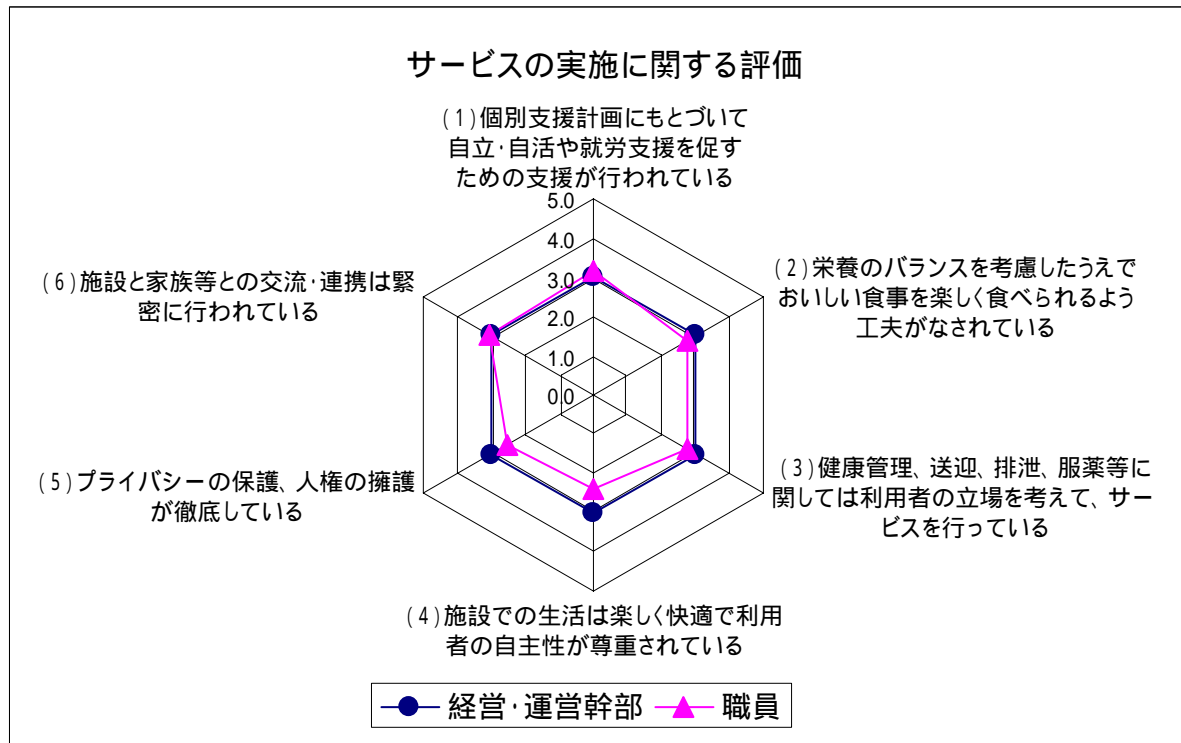 サービスの実施に関する評価
(1)個別支援計画にもとづいて
自立・自活や就労支援を促す
ための支援が行われている
5.0
4.0
3.0
2.0
1.0
0.0
(2)栄養のバランスを考慮したうえで
おいしい食事を楽しく食べられるよう
工夫がなされている
(3)健康管理、送迎、排泄、服薬等に
関しては利用者の立場を考えて、サー
ビスを行っている
(4)施設での生活は楽しく快適で利用
者の自主性が尊重されている
(5)プライバシーの保護、人権の擁護
が徹底している
(6)施設と家族等との交流・連携は緊
密に行われている
経営・運営幹部
職員